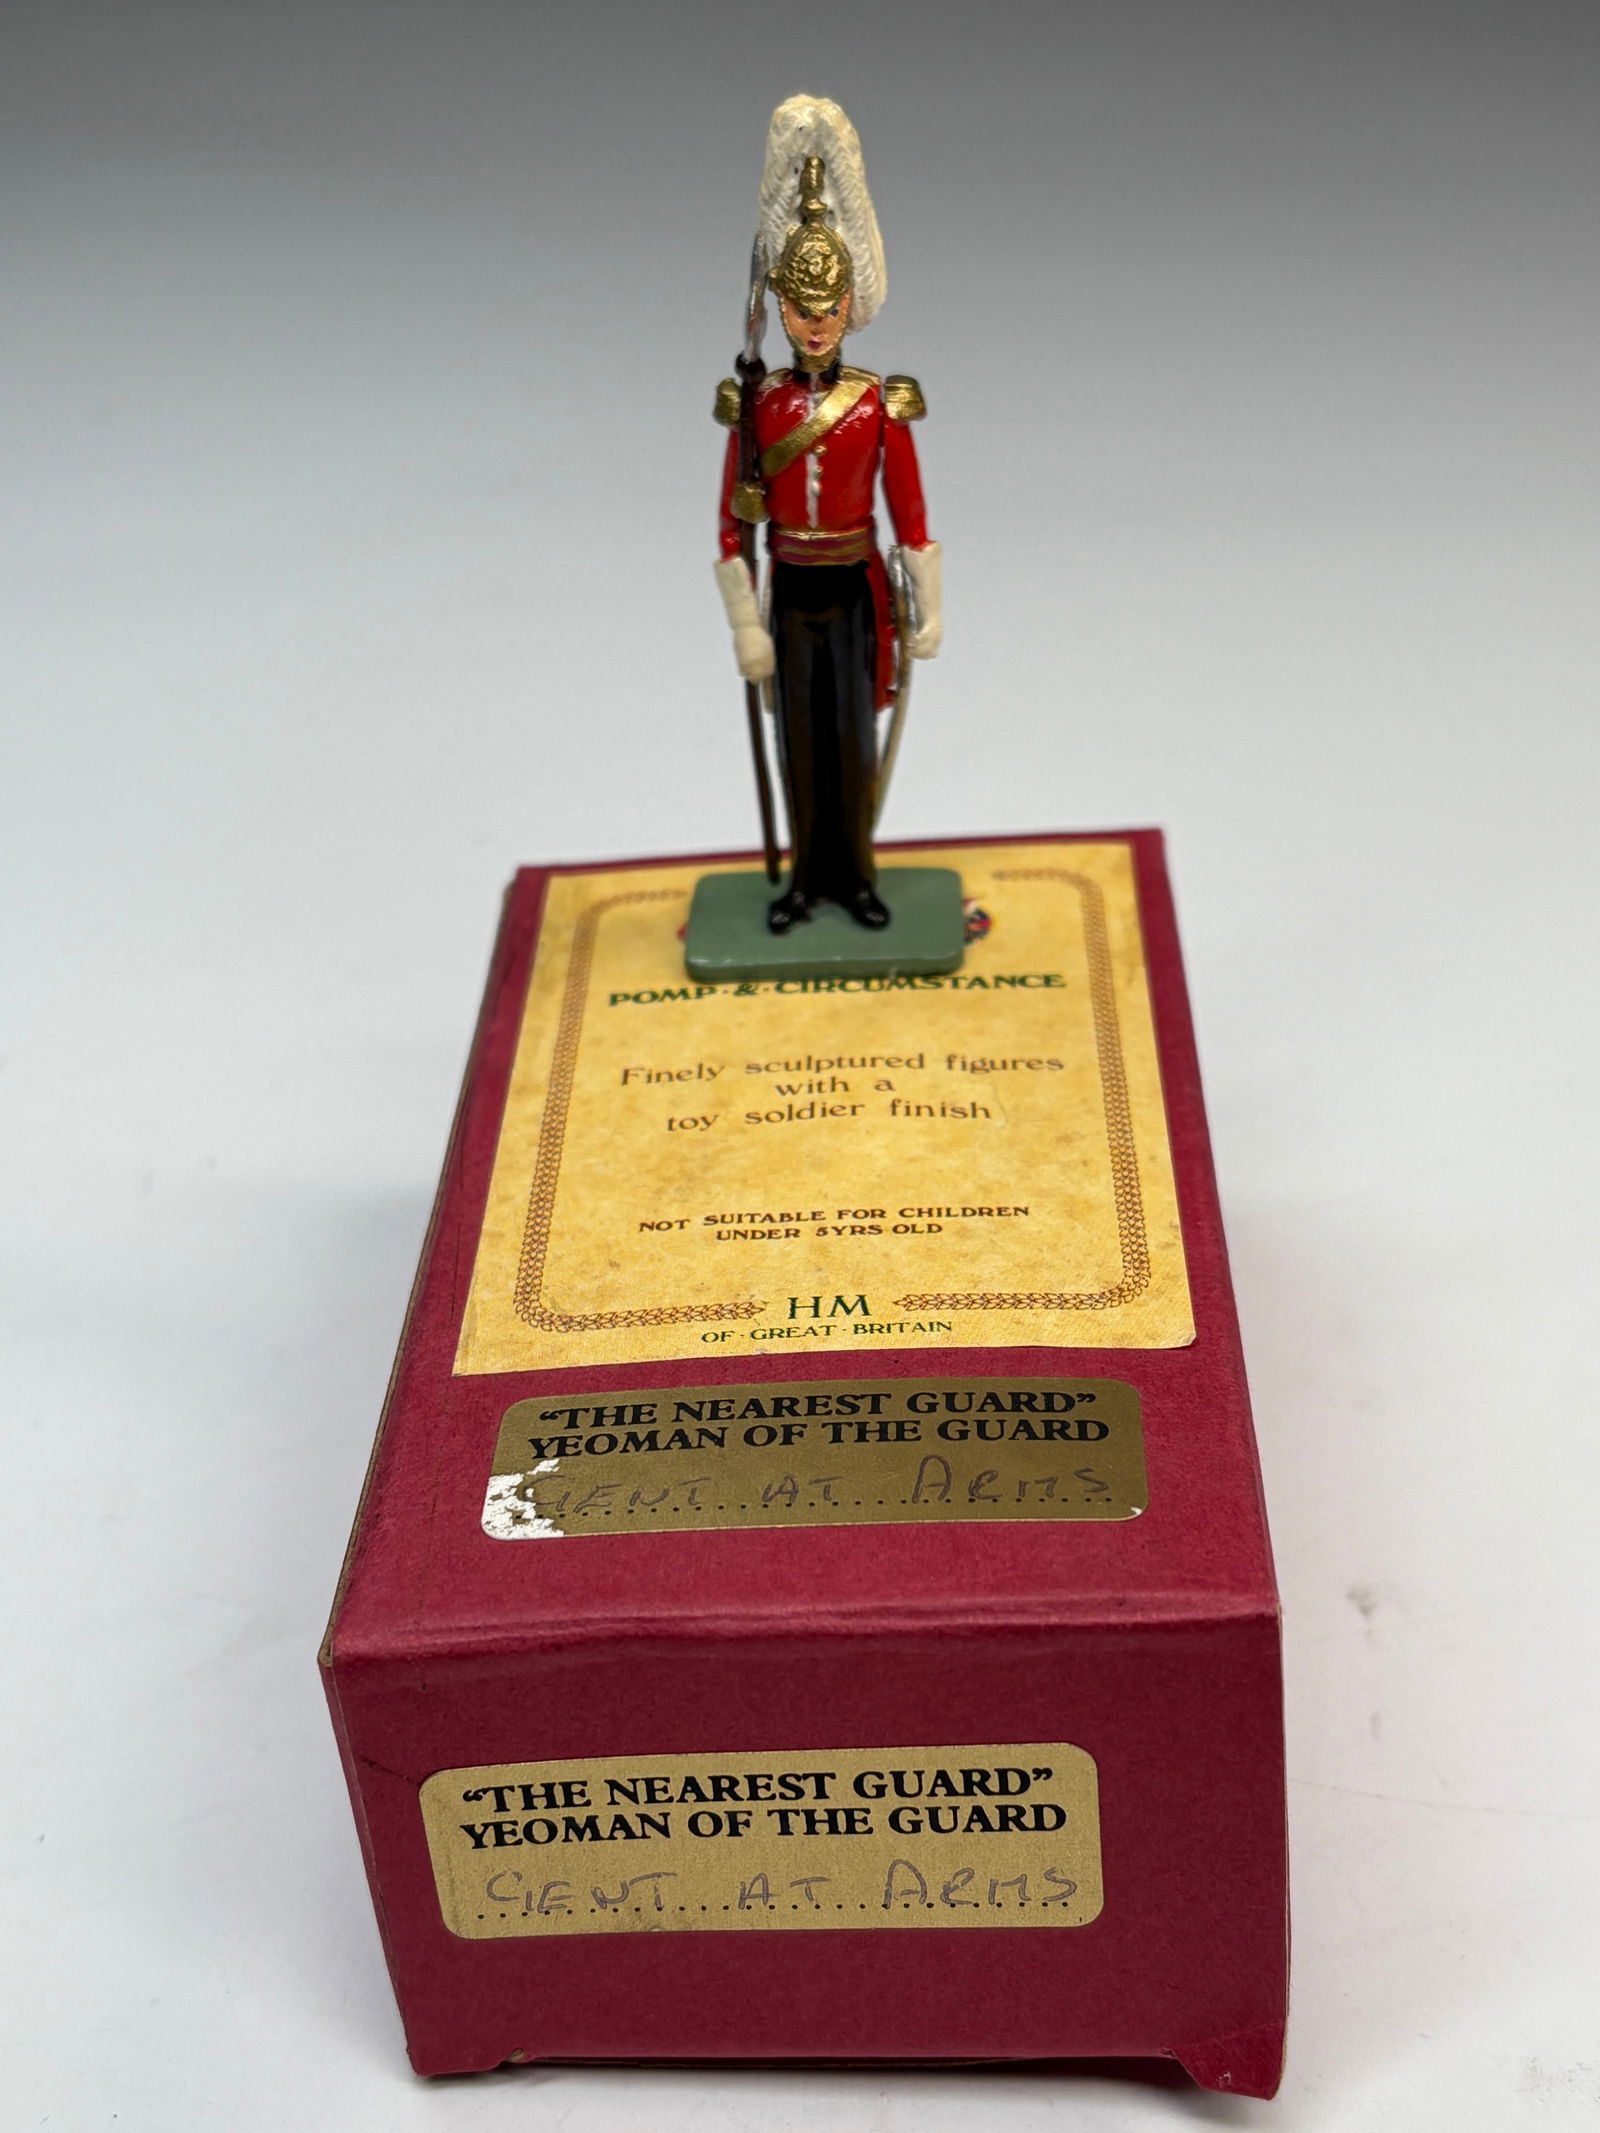 POMP·&·CIRCUMSTANCE
Finely sculptured figures
with a
toy soldier finish
NOT SUITABLE FOR CHILDREN
UNDER 5YRS OLD
HM
OF·GREAT·BRITAIN
“THE NEAREST GUARD”
YEOMAN OF THE GUARD
GENT AT ARMS
“THE NEAREST GUARD”
YEOMAN OF THE GUARD
GENT AT ARMS